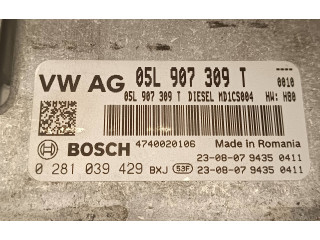 VW AG 05L 907 309 T 0010
05L 907 309 T DIESEL MD1CS004 HW: H80
BOSCH 4740020106 Made in Romania
23-08-07 9435 0411
0 281 039 429 BXJ 53F 23-08-07 9435 0411